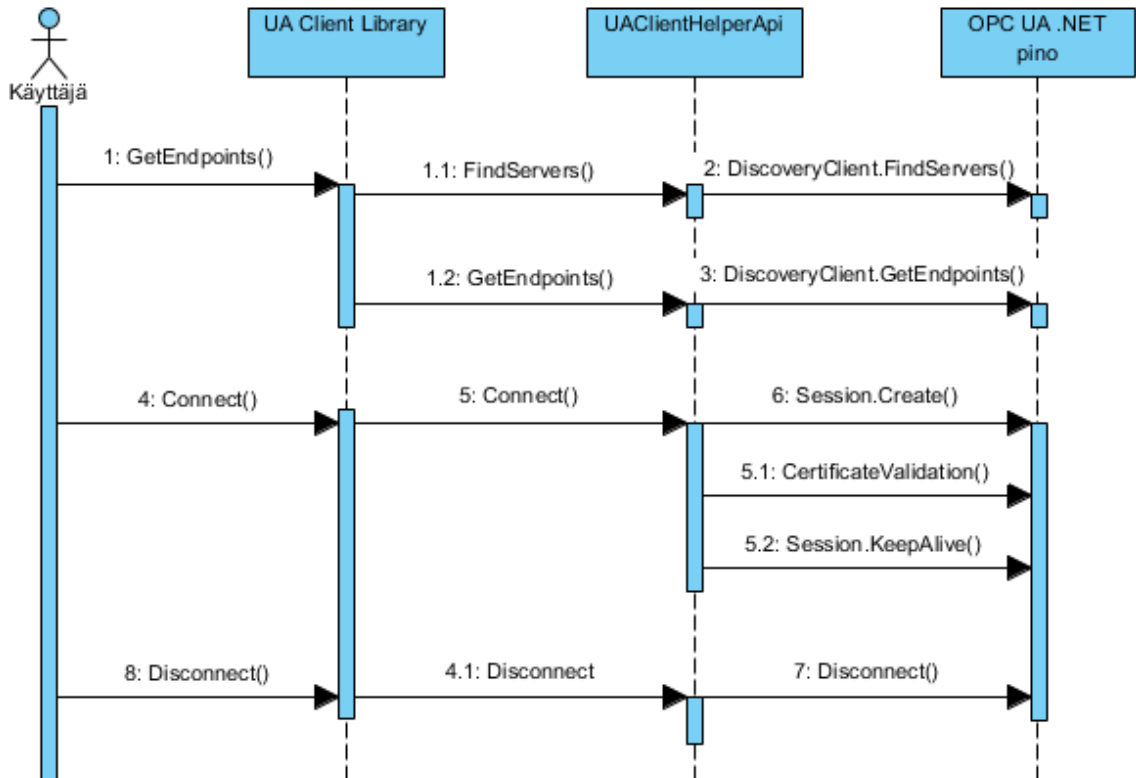 UA Client Library
UAClientHelperApi
OPC UA .NET
pino
Käyttäjä
1: GetEndpoints()
1.1: FindServers()
2: DiscoveryClient.FindServers()
1.2: GetEndpoints()
3: DiscoveryClient.GetEndpoints()
4: Connect()
5: Connect()
6: Session.Create()
5.1: CertificateValidation()
5.2: Session.KeepAlive()
8: Disconnect()
4.1: Disconnect
7: Disconnect()